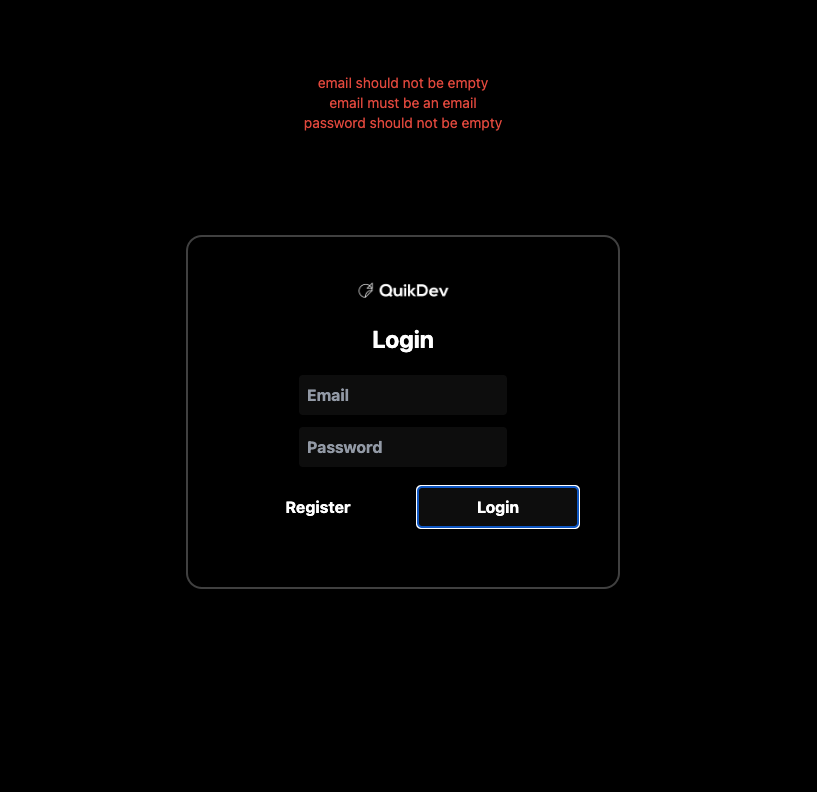 email should not be empty
email must be an email
password should not be empty
QuikDev
Login
Email
Password
Register
Login